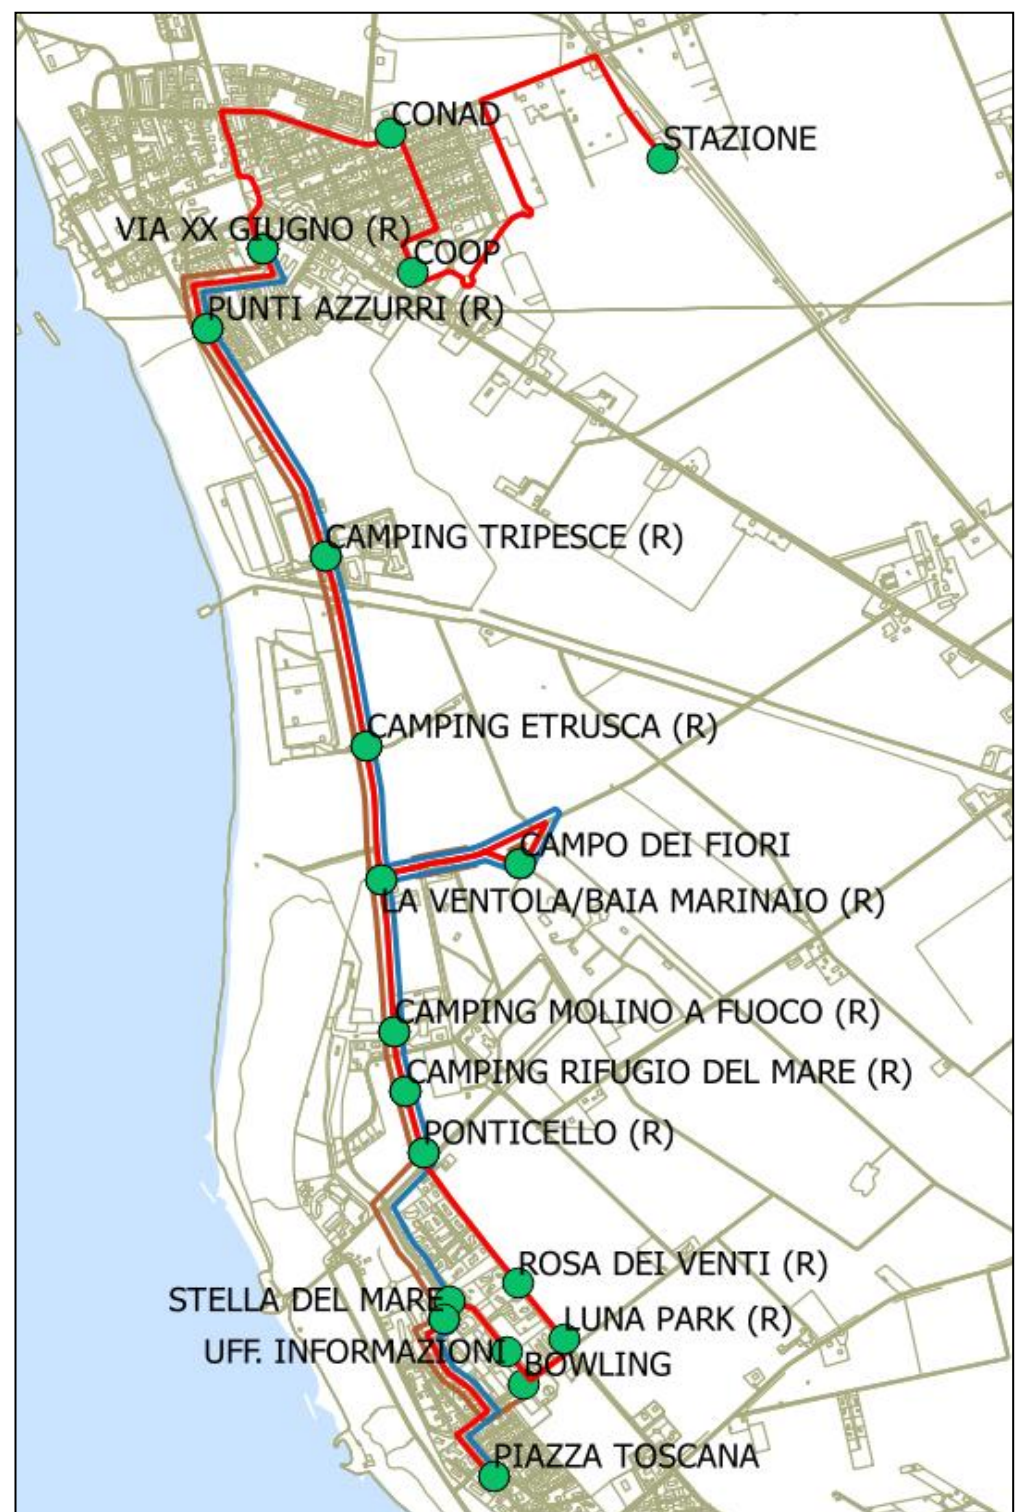 CONAD
STAZIONE
VIA XX GIUGNO (R)
COOP
PUNTI AZZURRI (R)
CAMPING TRIPESCE (R)
CAMPING ETRUSCA (R)
CAMPO DEI FIORI
LA VENTOLA/BAIA MARINAIO (R)
CAMPING MOLINO A FUOCO (R)
CAMPING RIFUGIO DEL MARE (R)
PONTICELLO (R)
ROSA DEI VENTI (R)
STELLA DEL MARE
LUNA PARK (R)
UFF. INFORMAZIONI
BOWLING
PIAZZA TOSCANA